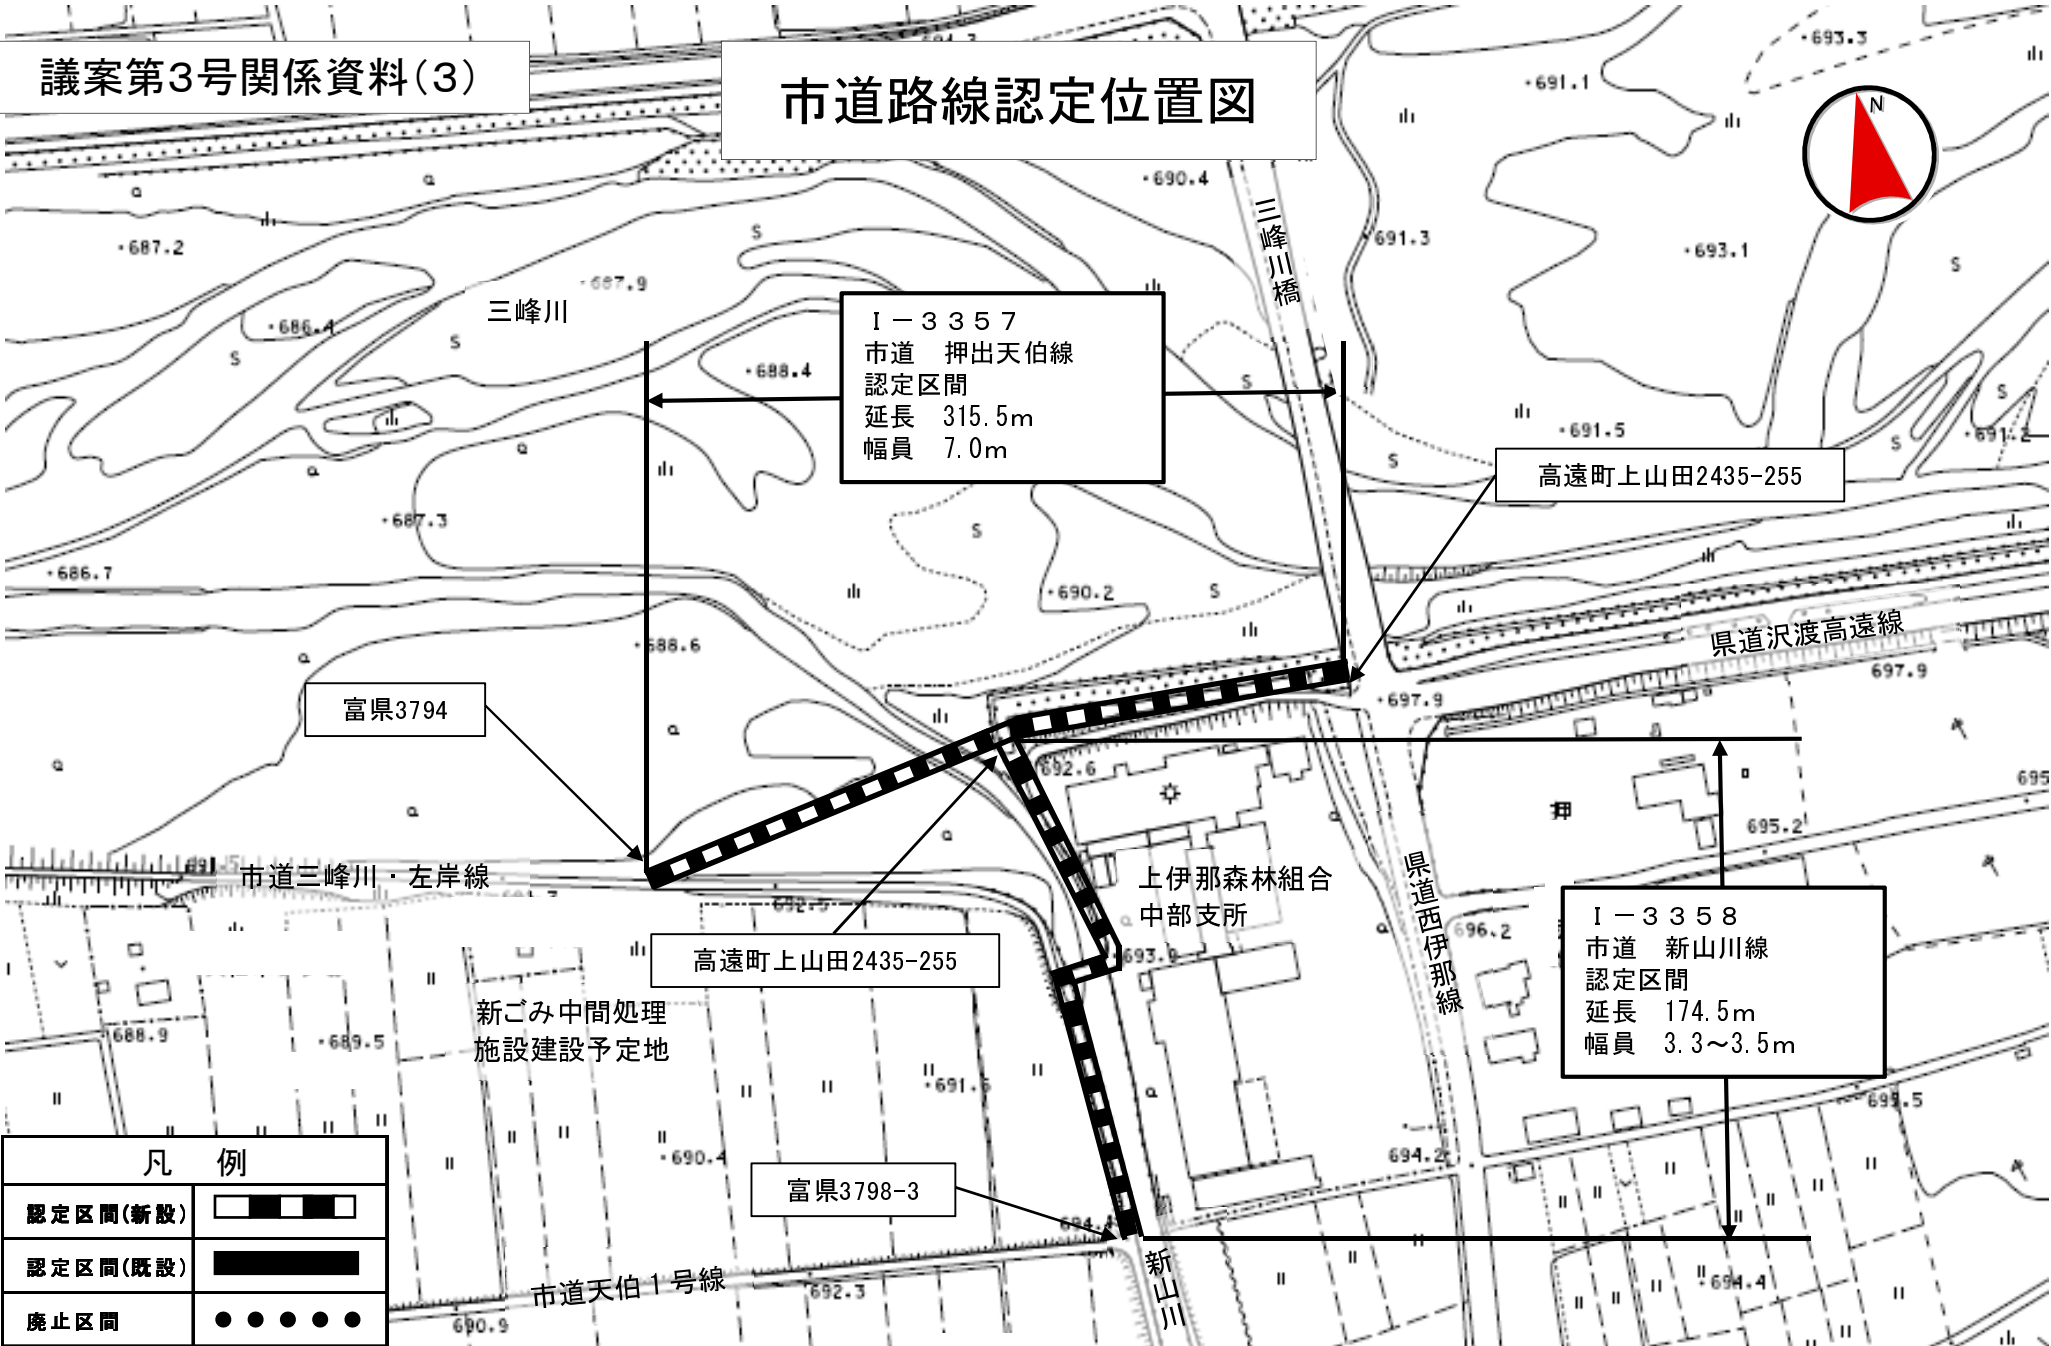 議案第3号関係資料(3)
市道路線認定位置図
N
694.3
693.3
691.1
690.4
691.3
693.1
687.2
687.9
686.4
三峰川
三峰川橋
Ⅰ－３３５７
市道　押出天伯線
認定区間
延長　315.5m
幅員　7.0m
688.4
691.5
691.2
高遠町上山田2435-255
687.3
686.7
690.2
688.6
県道沢渡高遠線
697.9
697.9
富県3794
692.6
695.2
市道三峰川・左岸線
692.5
上伊那森林組合
中部支所
県道西伊那線
696.2
Ⅰ－３３５８
市道　新山川線
認定区間
延長　174.5m
幅員　3.3～3.5m
高遠町上山田2435-255
693.9
新ごみ中間処理
施設建設予定地
688.9
689.5
691.6
690.4
694.2
695.5
富県3798-3
694.4
市道天伯１号線
692.3
690.9
新山川
694.4
凡　例
認定区間(新設)
認定区間(既設)
廃止区間